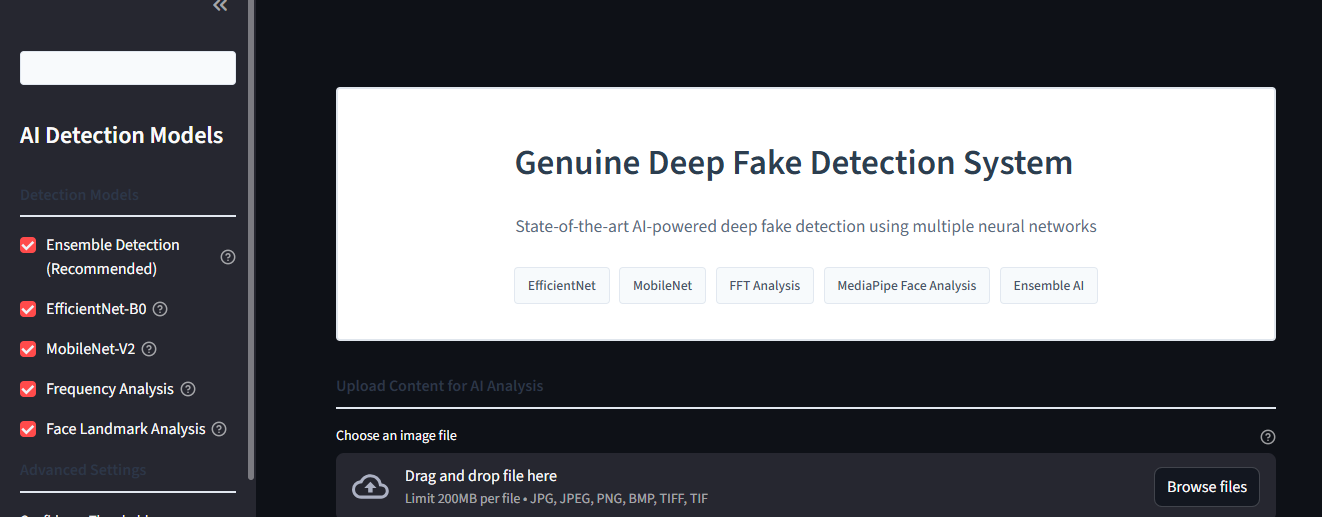 AI Detection Models
Detection Models
Ensemble Detection
(Recommended)
EfficientNet-B0
MobileNet-V2
Frequency Analysis
Face Landmark Analysis
Advanced Settings
Genuine Deep Fake Detection System
State-of-the-art AI-powered deep fake detection using multiple neural networks
EfficientNet MobileNet FFT Analysis MediaPipe Face Analysis Ensemble AI
Upload Content for AI Analysis
Choose an image file
Drag and drop file here
Limit 200MB per file • JPG, JPEG, PNG, BMP, TIFF, TIF
Browse files